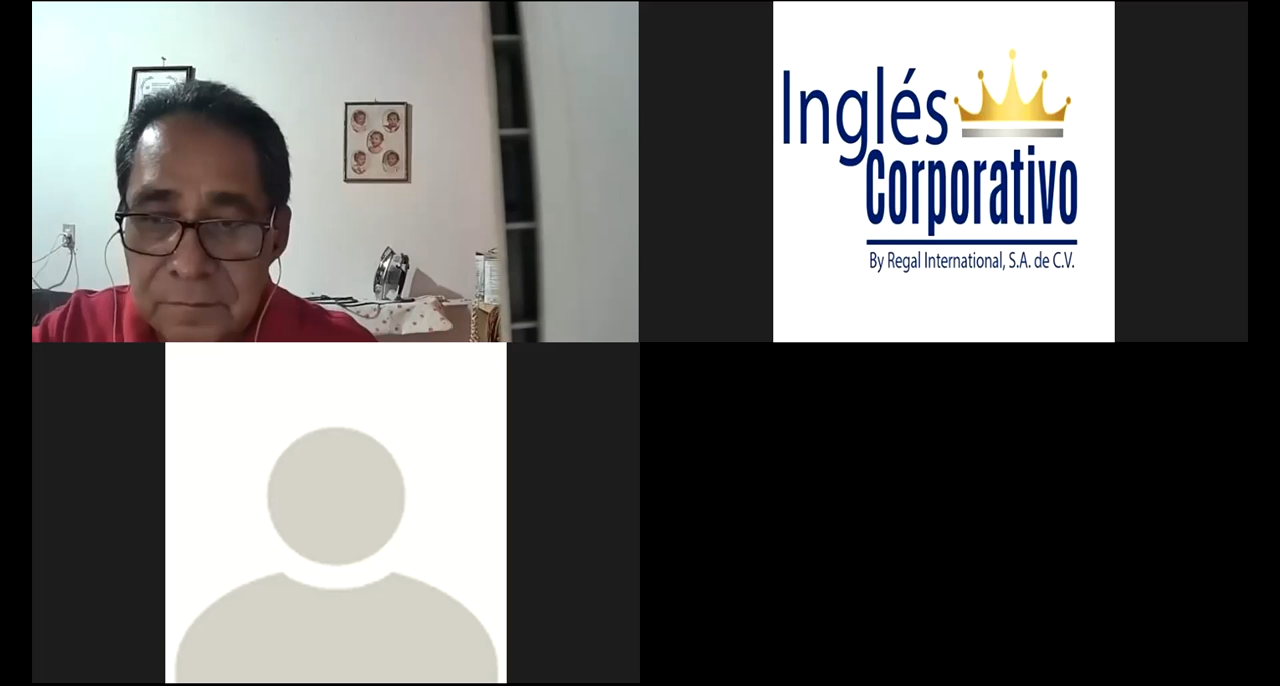 Inglés
Corporativo
By Regal International, S.A. de C.V.